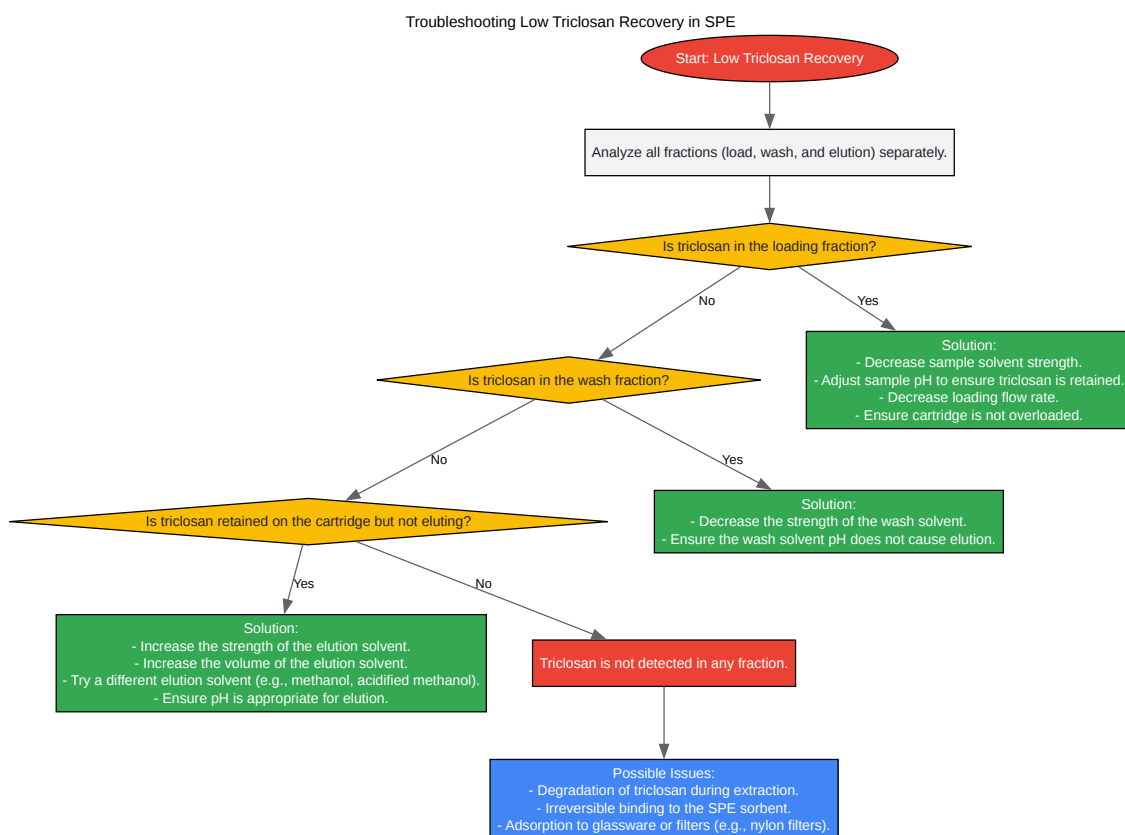 Troubleshooting Low Triclosan Recovery in SPE
Start: Low Triclosan Recovery
Analyze all fractions (load, wash, and elution) separately.
Is triclosan in the loading fraction?
No
Yes
Solution:
- Decrease sample solvent strength.
- Adjust sample pH to ensure triclosan is retained.
- Decrease loading flow rate.
- Ensure cartridge is not overloaded.
Is triclosan in the wash fraction?
No
Yes
Solution:
- Decrease the strength of the wash solvent.
- Ensure the wash solvent pH does not cause elution.
Is triclosan retained on the cartridge but not eluting?
Yes
No
Solution:
- Increase the strength of the elution solvent.
- Increase the volume of the elution solvent.
- Try a different elution solvent (e.g., methanol, acidified methanol).
- Ensure pH is appropriate for elution.
Triclosan is not detected in any fraction.
Possible Issues:
- Degradation of triclosan during extraction.
- Irreversible binding to the SPE sorbent.
- Adsorption to glassware or filters (e.g., nylon filters).